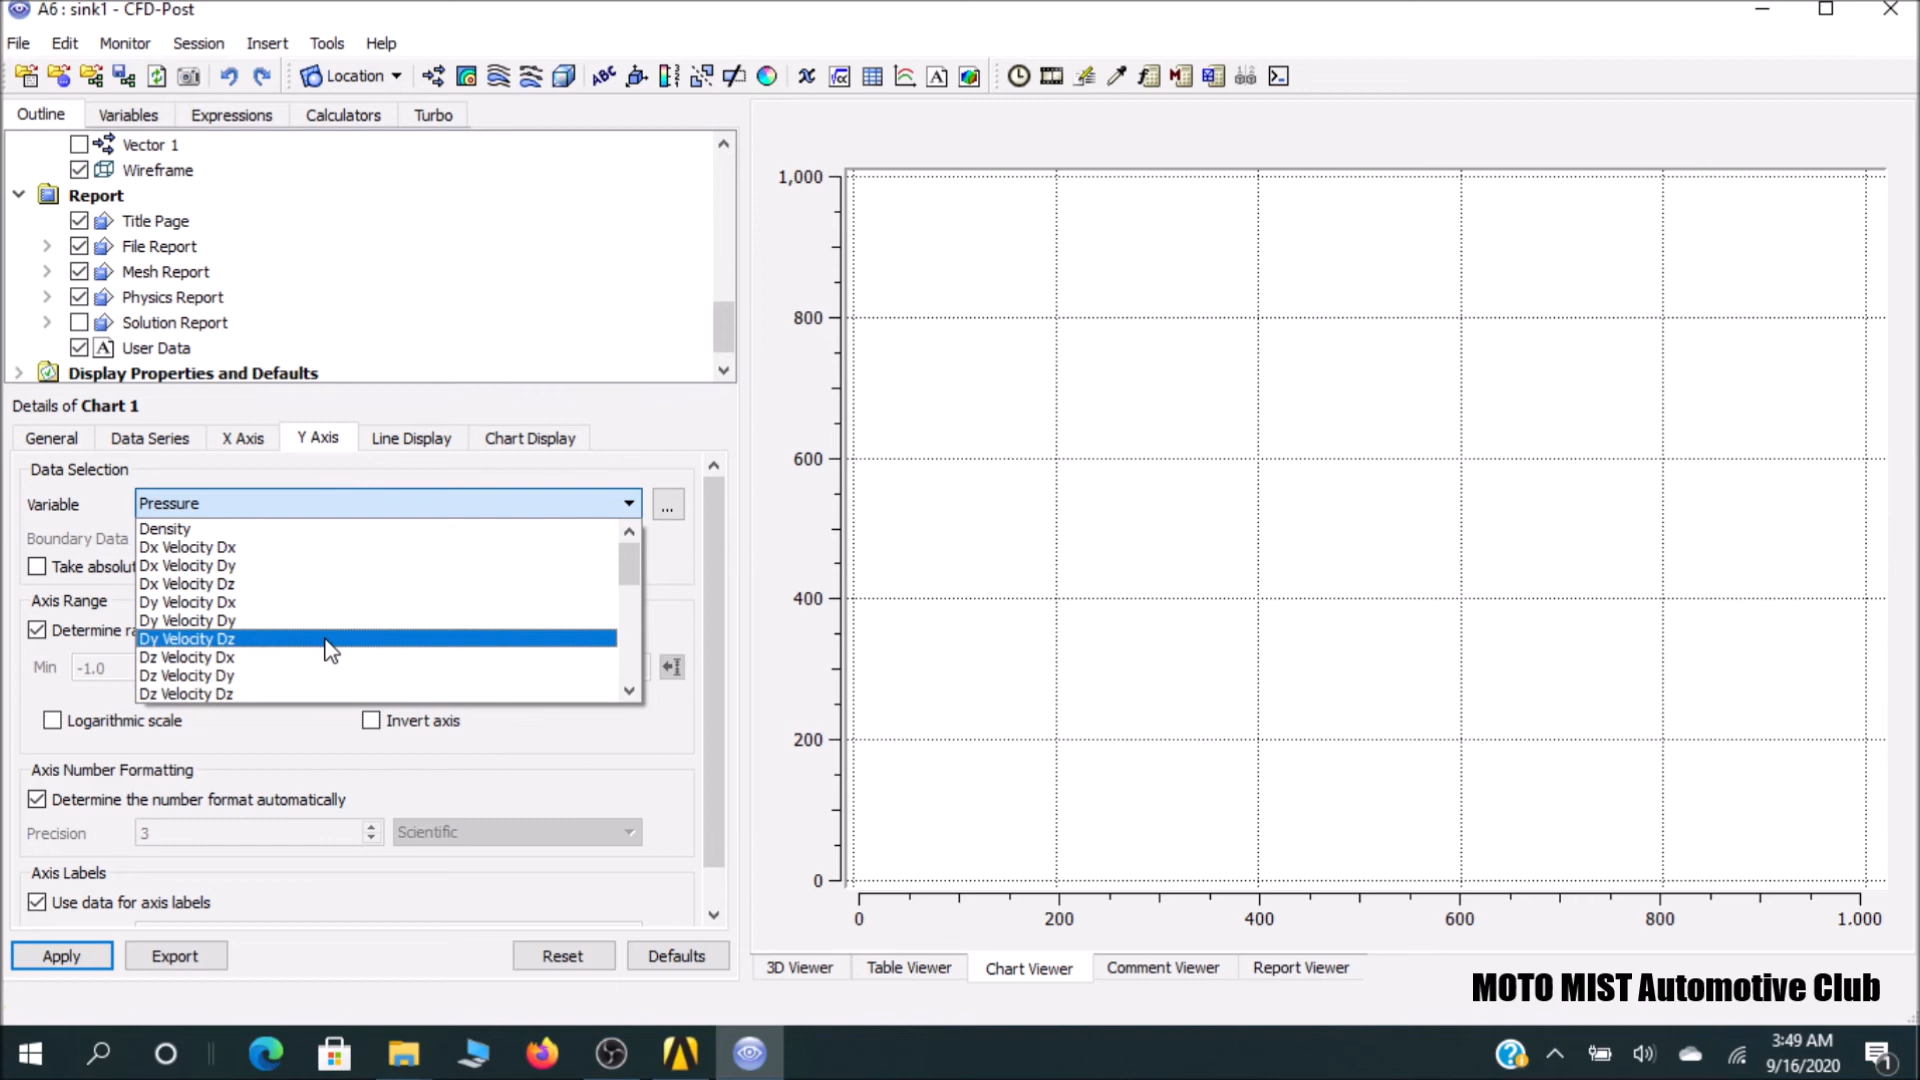 A6 : sink1 - CFD-Post
File Edit Monitor Session Insert Tools Help
Location
Outline Variables Expressions Calculators Turbo
Vector 1
Wireframe
Report
Title Page
File Report
Mesh Report
Physics Report
Solution Report
User Data
Display Properties and Defaults
Details of Chart 1
General Data Series X Axis Y Axis Line Display Chart Display
Data Selection
Variable Pressure ...
Density
Boundary Data
Dx Velocity Dx
Take absolut
Dx Velocity Dy
Dx Velocity Dz
Axis Range
Dy Velocity Dx
Dy Velocity Dy
Determine ra
Dy Velocity Dz
Dz Velocity Dx
Min -1.0
Dz Velocity Dy
Dz Velocity Dz
Logarithmic scale Invert axis
Axis Number Formatting
Determine the number format automatically
Precision 3 Scientific
Axis Labels
Use data for axis labels
Apply Export Reset Defaults
1,000
800
600
400
200
0
0 200 400 600 800 1.000
3D Viewer Table Viewer Chart Viewer Comment Viewer Report Viewer
MOTO MIST Automotive Club
3:49 AM
9/16/2020
1